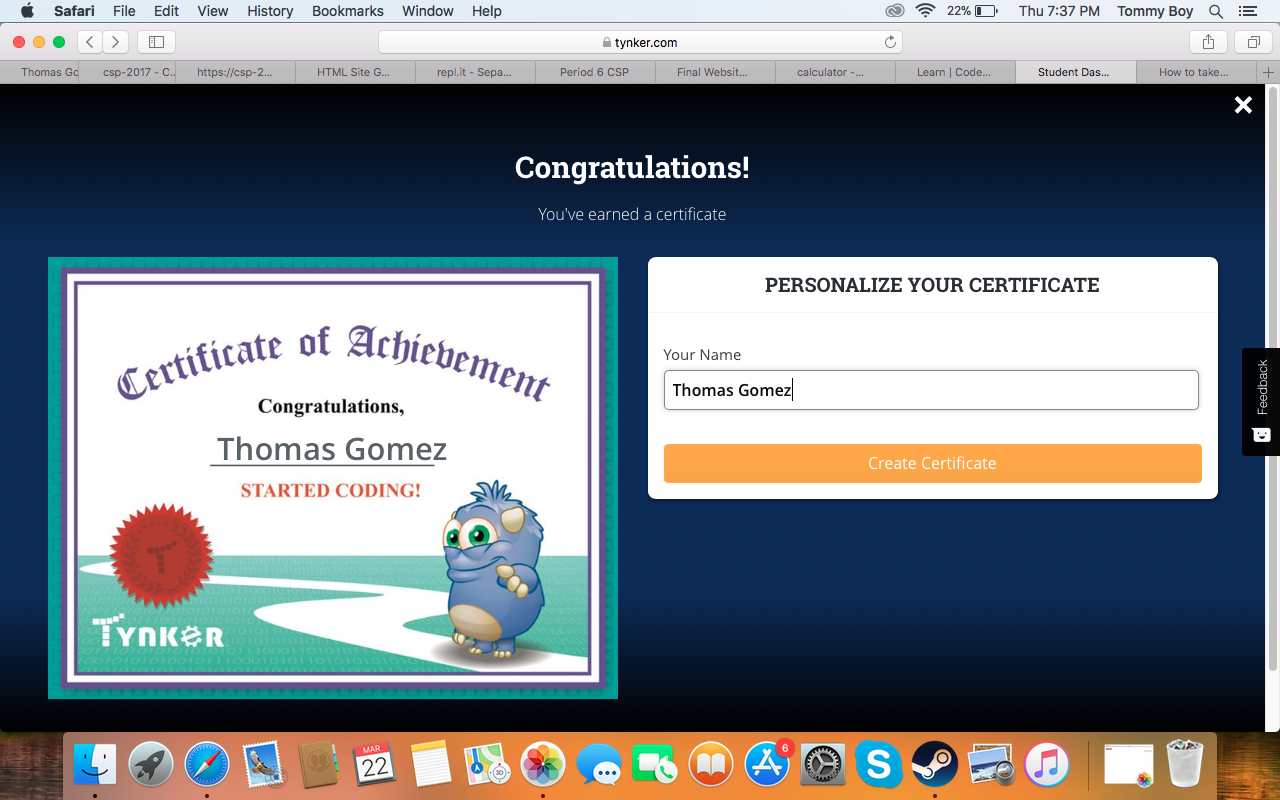 Safari File Edit View History Bookmarks Window Help 22% Thu 7:37 PM Tommy Boy
tynker.com
Thomas Gc csp-2017 - C.. https://csp-2... HTML Site G... repl.it - Sepa... Period 6 CSP Final Websit... calculator -... Learn | Code... Student Das... How to take...
Congratulations!
You've earned a certificate
Certificate of Achievement
Congratulations,
Thomas Gomez
STARTED CODING!
T
TYNKER
PERSONALIZE YOUR CERTIFICATE
Your Name
Thomas Gomez
Create Certificate
Feedback
MAR
22
3D
6
S